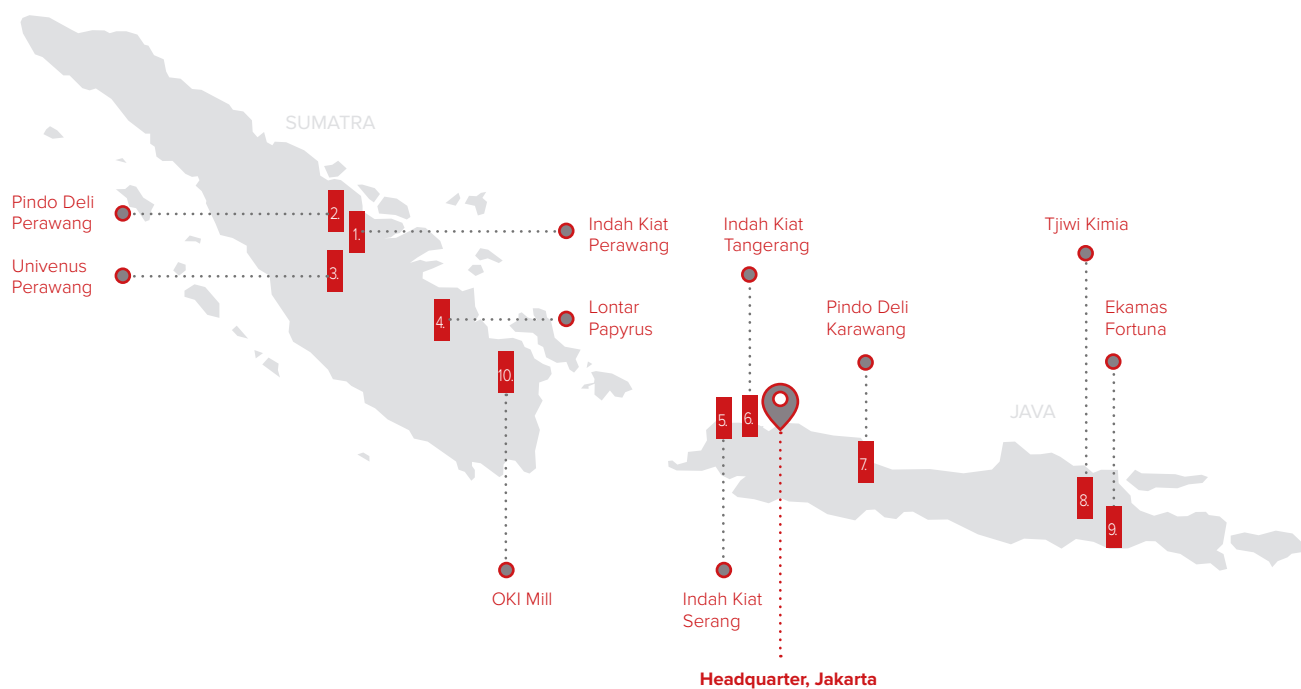 SUMATRA
Pindo Deli
Perawang
2.
1.
Indah Kiat
Perawang
Indah Kiat
Tangerang
Tjiwi Kimia
Univenus
Perawang
3.
4.
Lontar
Papyrus
Pindo Deli
Karawang
Ekamas
Fortuna
10.
5.
6.
JAVA
7.
8.
9.
OKI Mill
Indah Kiat
Serang
Headquarter, Jakarta